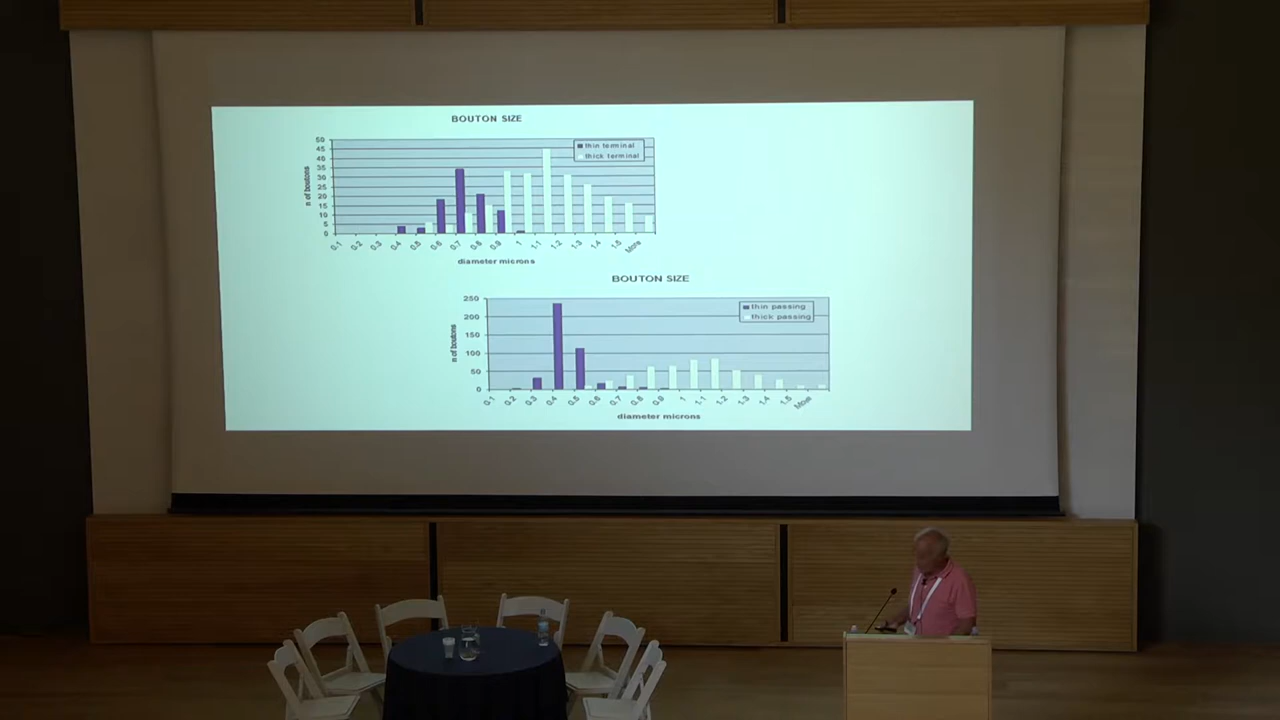 BOUTON SIZE
50
45
40
35
30
25
20
15
10
5
0
n of boutons
thin terminal
thick terminal
0.1 0.2 0.3 0.4 0.5 0.6 0.7 0.8 0.9 1 1.1 1.2 1.3 1.4 1.5 More
diameter microns
BOUTON SIZE
250
200
150
100
50
0
n of boutons
thin passing
thick passing
0.1 0.2 0.3 0.4 0.5 0.6 0.7 0.8 0.9 1 1.1 1.2 1.3 1.4 1.5 More
diameter microns